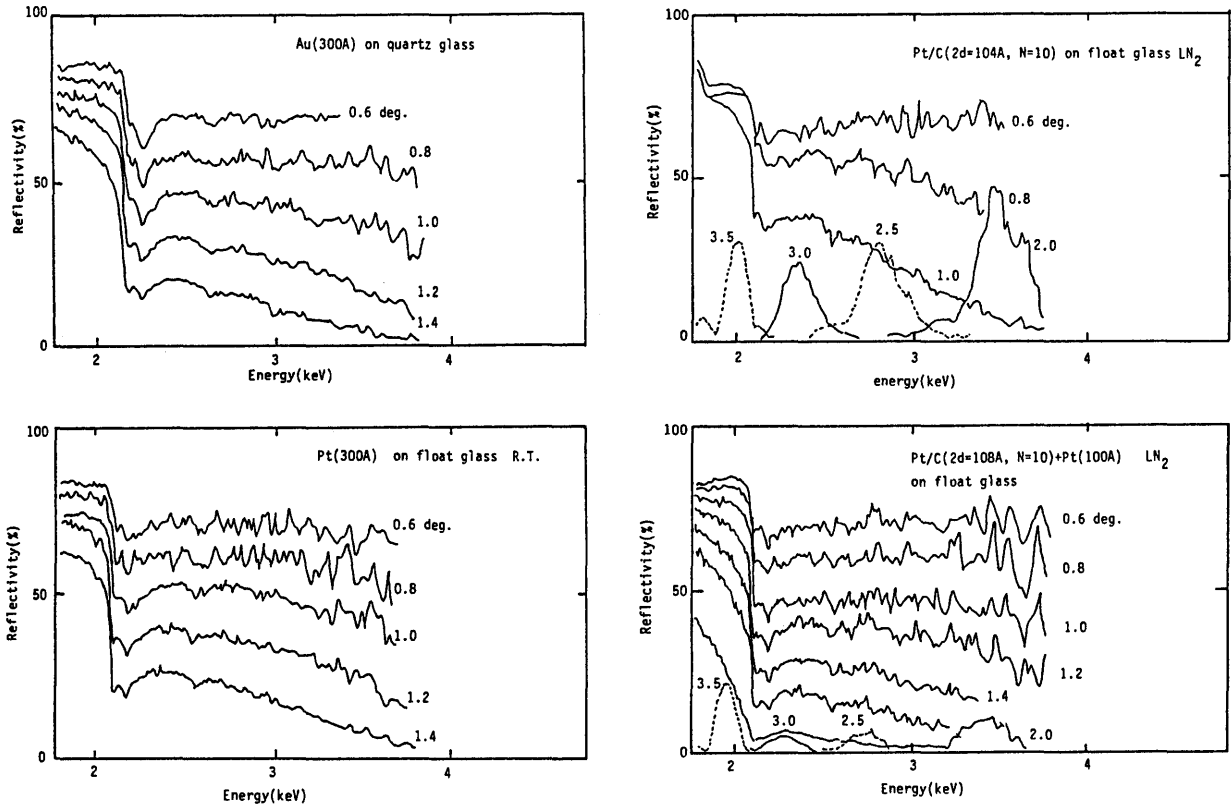 100
Au(300A) on quartz glass
Reflectivity(%)
50
0
0.6 deg.
0.8
1.0
1.2
1.4
2
3
4
Energy(keV)
100
Pt/C(2d=104A, N=10) on float glass LN2
Reflectivity(%)
50
0
0.6 deg.
0.8
3.5
3.0
2.5
2.0
1.0
2
3
4
energy(keV)
100
Pt(300A) on float glass R.T.
Reflectivity(%)
50
0
0.6 deg.
0.8
1.0
1.2
1.4
2
3
4
Energy(keV)
100
Pt/C(2d=108A, N=10)+Pt(100A) LN2
on float glass
Reflectivity(%)
50
0
0.6 deg.
0.8
1.0
1.2
1.4
3.5
3.0
2.5
2.0
2
3
4
Energy(keV)